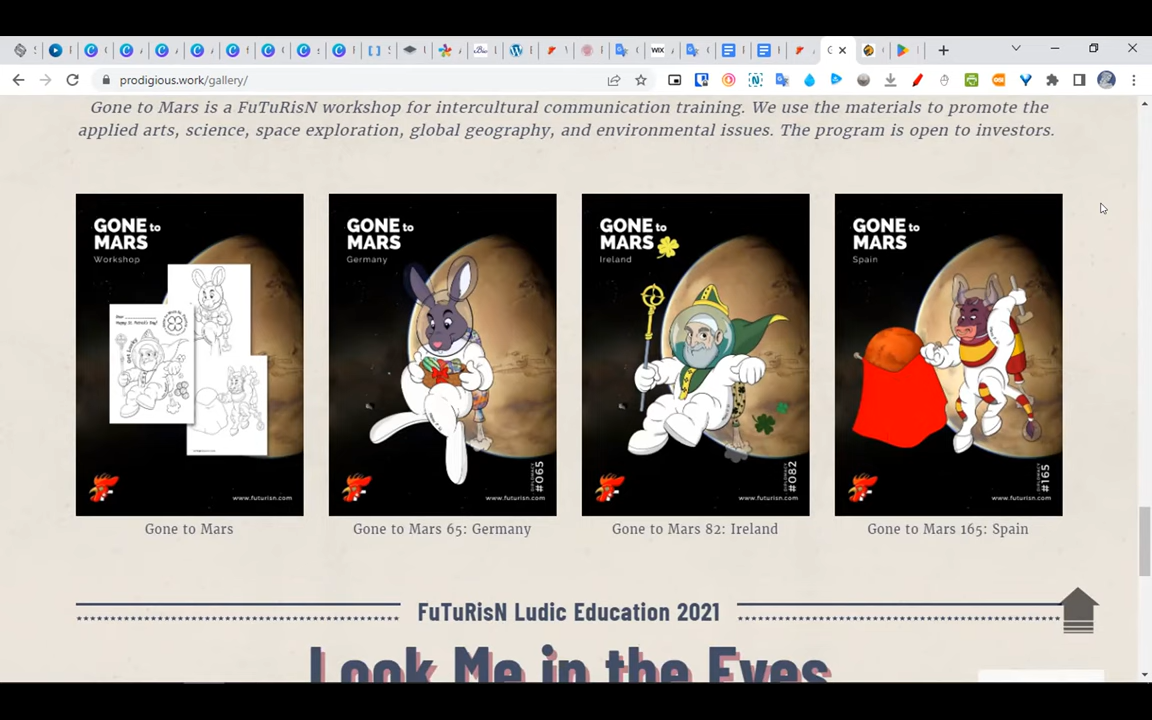 prodigious.work/gallery/
Gone to Mars is a FuTuRisN workshop for intercultural communication training. We use the materials to promote the
applied arts, science, space exploration, global geography, and environmental issues. The program is open to investors.
GONE to
MARS
Workshop
www.futurisn.com
GONE to
MARS
Germany
#065
www.futurisn.com
GONE to
MARS
Ireland
#082
www.futurisn.com
GONE to
MARS
Spain
#165
www.futurisn.com
Gone to Mars
Gone to Mars 65: Germany
Gone to Mars 82: Ireland
Gone to Mars 165: Spain
FuTuRisN Ludic Education 2021
Look Me in the Eyes